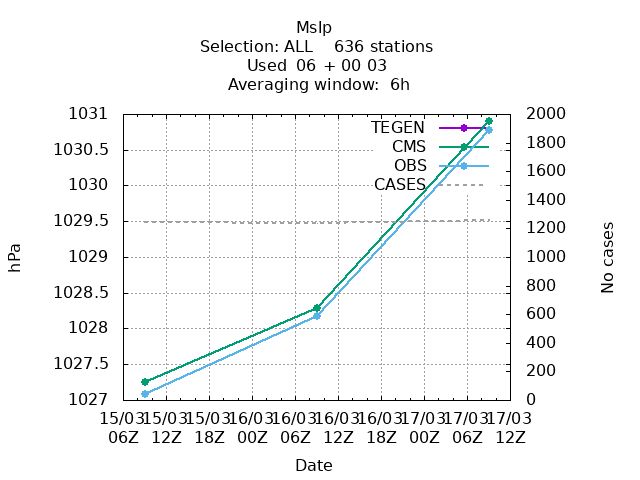 Mslp
Selection: ALL 636 stations
Used 06 + 00 03
Averaging window: 6h
1031
1030.5
1030
1029.5
1029
1028.5
1028
1027.5
1027
hPa
2000
1800
1600
1400
1200
1000
800
600
400
200
0
No cases
TEGEN
CMS
OBS
CASES
15/03 15/03 15/03 16/03 16/03 16/03 17/03 17/03 17/03
06Z 12Z 18Z 00Z 06Z 12Z 18Z 00Z 06Z 12Z
Date